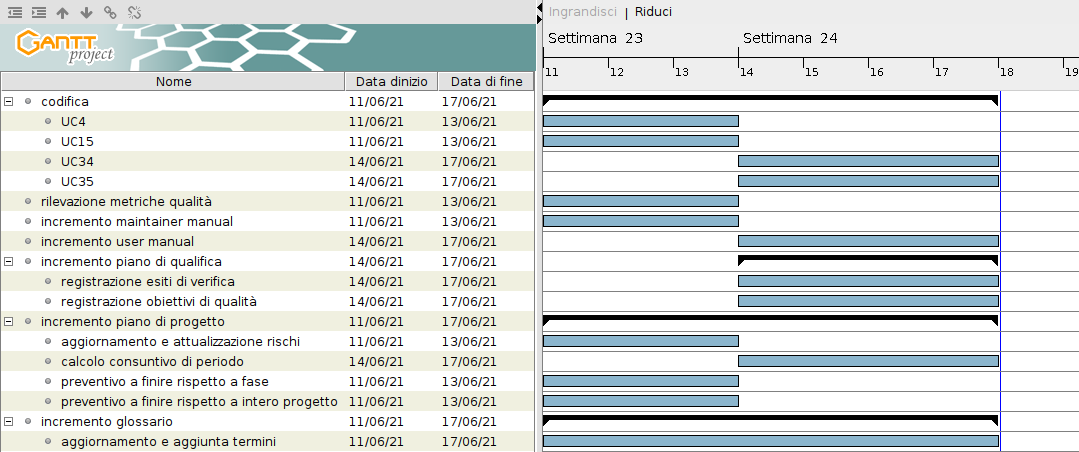 Ingrandisci | Riduci
GANTT
project
Settimana 23 Settimana 24
11 12 13 14 15 16 17 18 19
Nome Data dinizio Data di fine
codifica 11/06/21 17/06/21
UC4 11/06/21 13/06/21
UC15 11/06/21 13/06/21
UC34 14/06/21 17/06/21
UC35 14/06/21 17/06/21
rilevazione metriche qualità 11/06/21 13/06/21
incremento maintainer manual 11/06/21 13/06/21
incremento user manual 14/06/21 17/06/21
incremento piano di qualifica 14/06/21 17/06/21
registrazione esiti di verifica 14/06/21 17/06/21
registrazione obiettivi di qualità 14/06/21 17/06/21
incremento piano di progetto 11/06/21 17/06/21
aggiornamento e attualizzazione rischi 11/06/21 13/06/21
calcolo consuntivo di periodo 14/06/21 17/06/21
preventivo a finire rispetto a fase 11/06/21 13/06/21
preventivo a finire rispetto a intero progetto 11/06/21 13/06/21
incremento glossario 11/06/21 17/06/21
aggiornamento e aggiunta termini 11/06/21 17/06/21